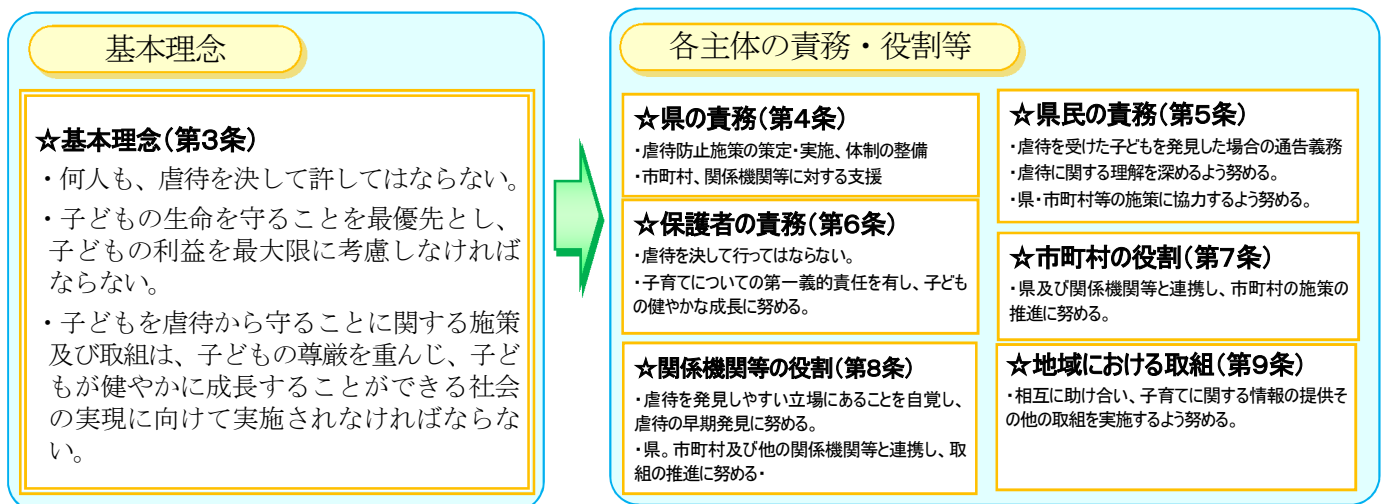 基本理念
☆基本理念(第3条)
・何人も、虐待を決して許してはならない。
・子どもの生命を守ることを最優先とし、
子どもの利益を最大限に考慮しなければ
ならない。
・子どもを虐待から守ることに関する施策
及び取組は、子どもの尊厳を重んじ、子ど
もが健やかに成長することができる社会
の実現に向けて実施されなければならな
い。
各主体の責務・役割等
☆県の責務(第4条)
・虐待防止施策の策定・実施、体制の整備
・市町村、関係機関等に対する支援
☆保護者の責務(第6条)
・虐待を決して行ってはならない。
・子育てについての第一義的責任を有し、子ども
の健やかな成長に努める。
☆関係機関等の役割(第8条)
・虐待を発見しやすい立場にあることを自覚し、
虐待の早期発見に努める。
・県。市町村及び他の関係機関等と連携し、取
組の推進に努める・
☆県民の責務(第5条)
・虐待を受けた子どもを発見した場合の通告義務
・虐待に関する理解を深めるよう努める。
・県・市町村等の施策に協力するよう努める。
☆市町村の役割(第7条)
・県及び関係機関等と連携し、市町村の施策の
推進に努める。
☆地域における取組(第9条)
・相互に助け合い、子育てに関する情報の提供そ
の他の取組を実施するよう努める。